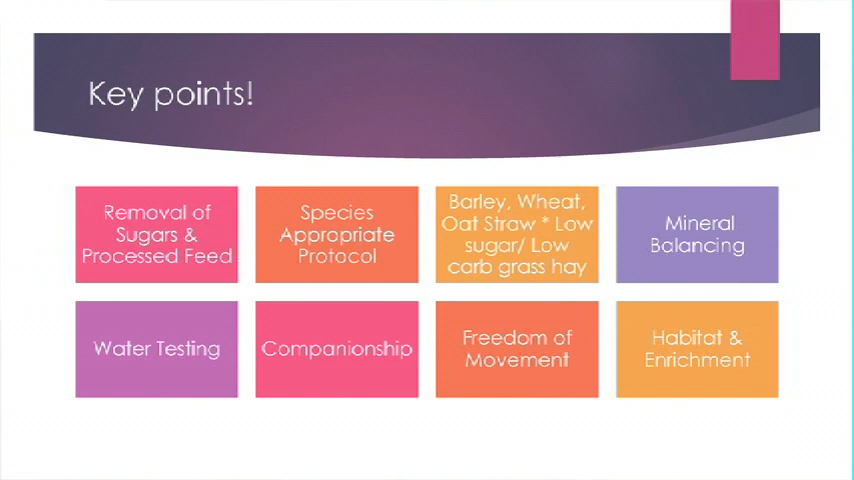 Key points!
Removal of
Sugars &
Processed Feed
Species
Appropriate
Protocol
Barley, Wheat,
Oat Straw * Low
sugar/ Low
carb grass hay
Mineral
Balancing
Water Testing
Companionship
Freedom of
Movement
Habitat &
Enrichment